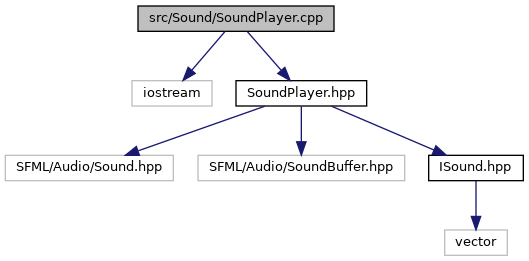 src/Sound/SoundPlayer.cpp
iostream
SoundPlayer.hpp
SFML/Audio/Sound.hpp
SFML/Audio/SoundBuffer.hpp
ISound.hpp
vector